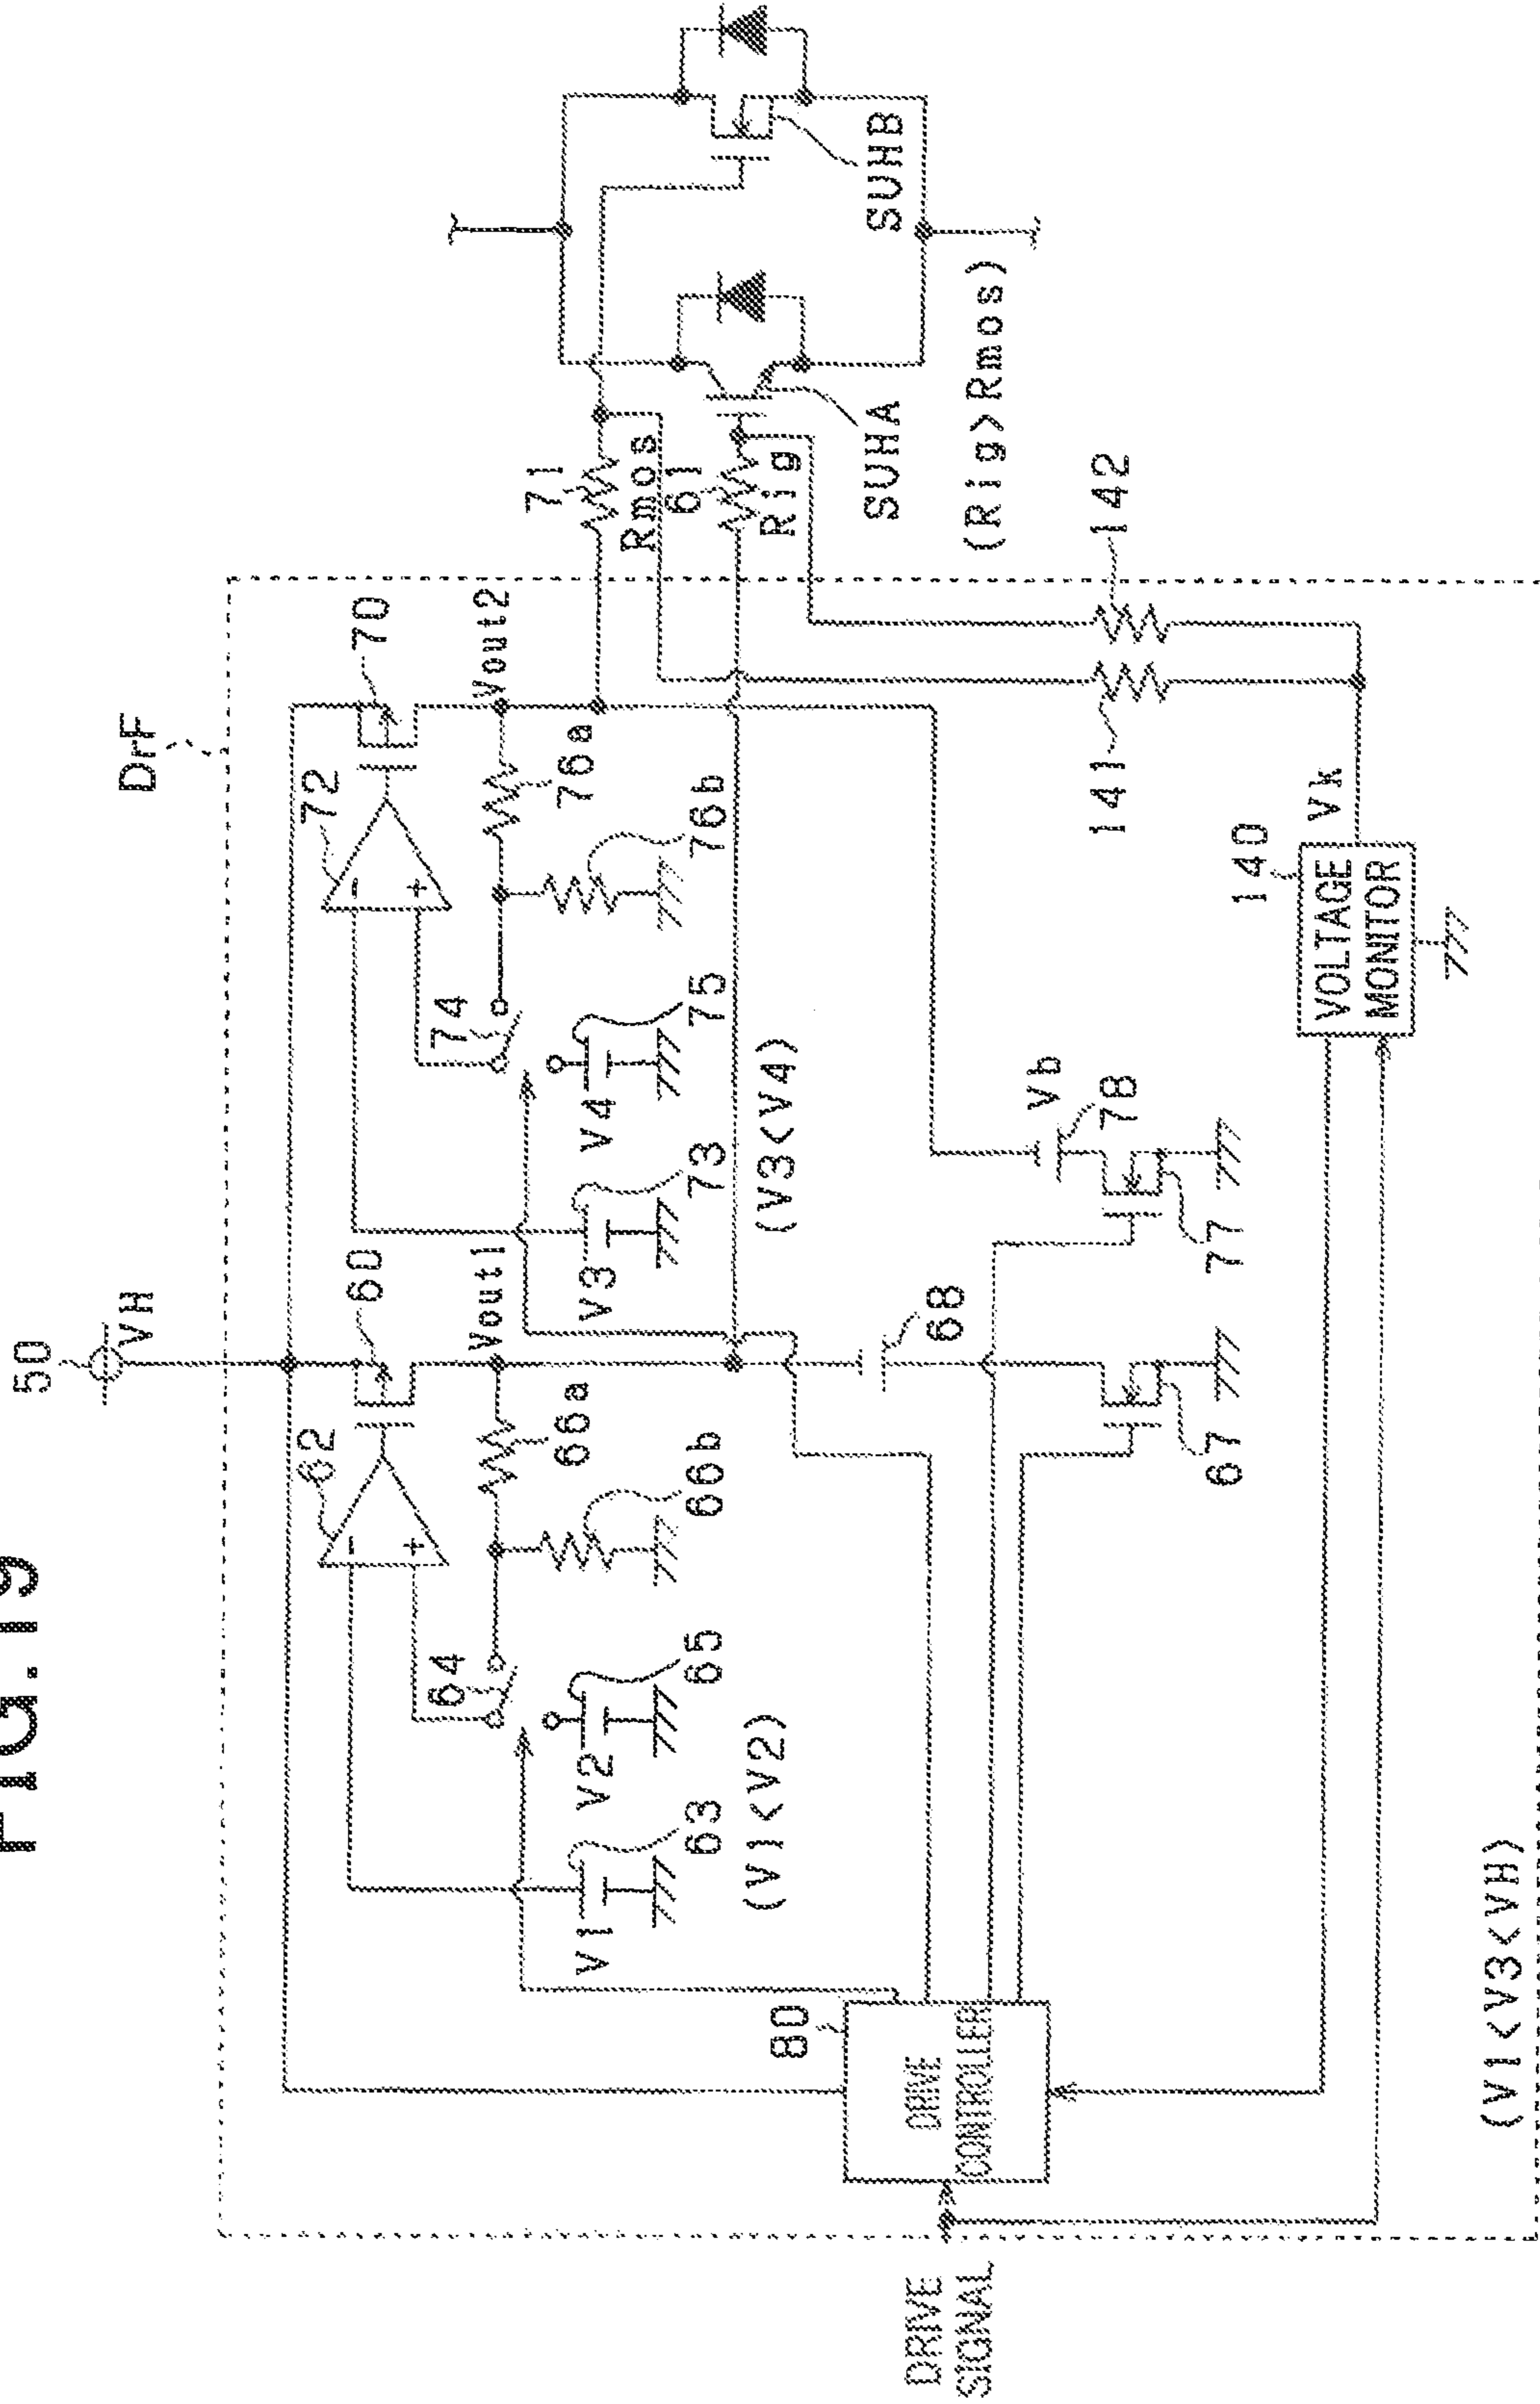 FIG.19
50
VH
DrF
62
60
72
70
Vout1
Vout2
64
66a
66b
74
76a
76b
V1
63
V2
65
(V1<V2)
V3
73
V4
75
(V3<V4)
71
Rmos
61
Rig
SUHA
SUHB
(Rig>Rmos)
80
DRIVE
CONTROLLER
DRIVE
SIGNAL
68
67
Vb
78
77
141
142
140
Vk
VOLTAGE
MONITOR
(V1<V3<VH)